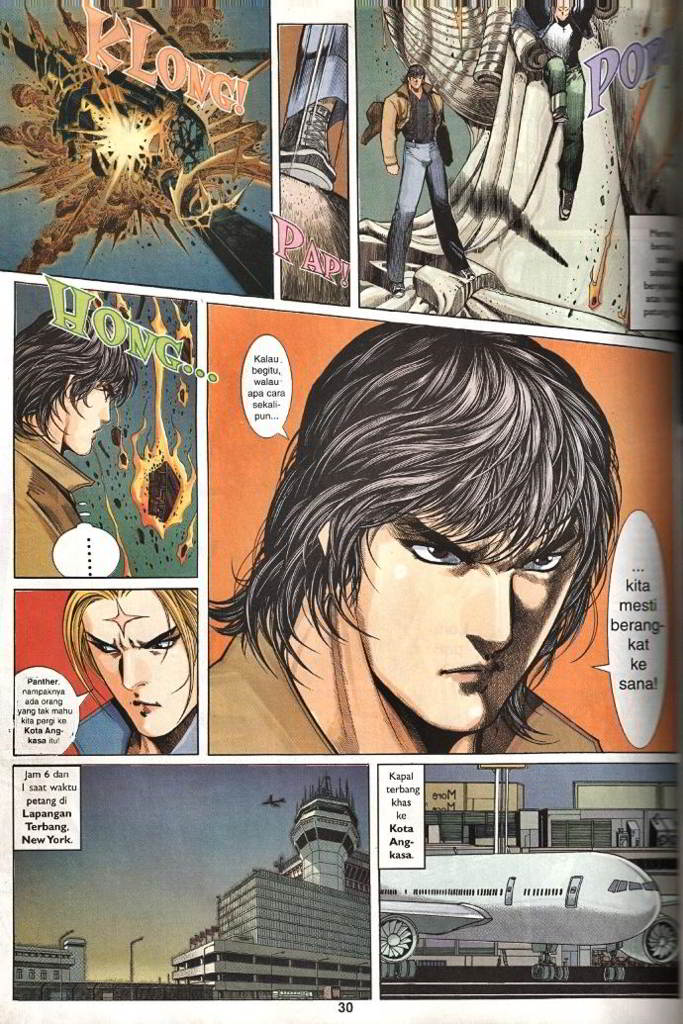 KLONG!
PAP!
POP
HONG...
Kalau
begitu,
walau
apa cara
sekali-
pun...
...
kita
mesti
berang-
kat
ke
sana!
......
Panther,
nampaknya
ada orang
yang tak mahu
kita pergi ke
Kota Ang-
kasa itu!
Jam 6 dan
1 saat waktu
petang di
Lapangan
Terbang,
New York.
Kapal
terbang
khas
ke
Kota
Ang-
kasa.
30